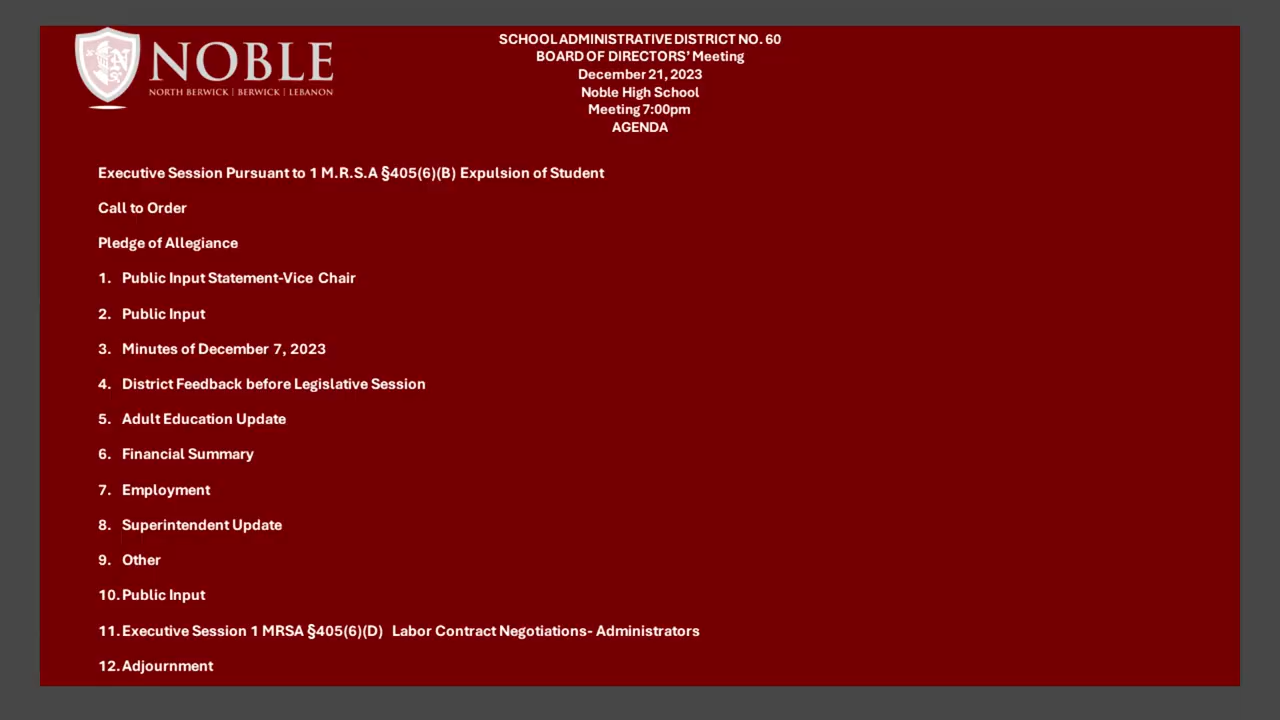 NOBLE
NORTH BERWICK | BERWICK | LEBANON
SCHOOL ADMINISTRATIVE DISTRICT NO. 60
BOARD OF DIRECTORS' Meeting
December 21, 2023
Noble High School
Meeting 7:00pm
AGENDA
Executive Session Pursuant to 1 M.R.S.A §405(6)(B) Expulsion of Student
Call to Order
Pledge of Allegiance
1. Public Input Statement-Vice Chair
2. Public Input
3. Minutes of December 7, 2023
4. District Feedback before Legislative Session
5. Adult Education Update
6. Financial Summary
7. Employment
8. Superintendent Update
9. Other
10. Public Input
11. Executive Session 1 MRSA §405(6)(D) Labor Contract Negotiations- Administrators
12. Adjournment